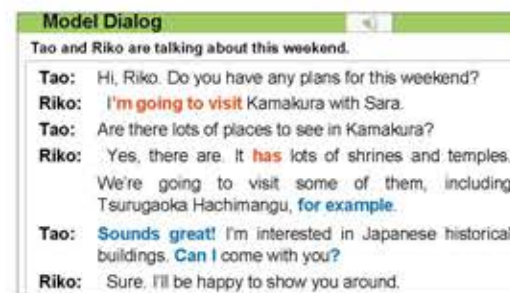 Model Dialog
Tao and Riko are talking about this weekend.
Tao: Hi, Riko. Do you have any plans for this weekend?
Riko: I'm going to visit Kamakura with Sara.
Tao: Are there lots of places to see in Kamakura?
Riko: Yes, there are. It has lots of shrines and temples.
We're going to visit some of them, including
Tsurugaoka Hachimangu, for example.
Tao: Sounds great! I'm interested in Japanese historical
buildings. Can I come with you?
Riko: Sure. I'll be happy to show you around.